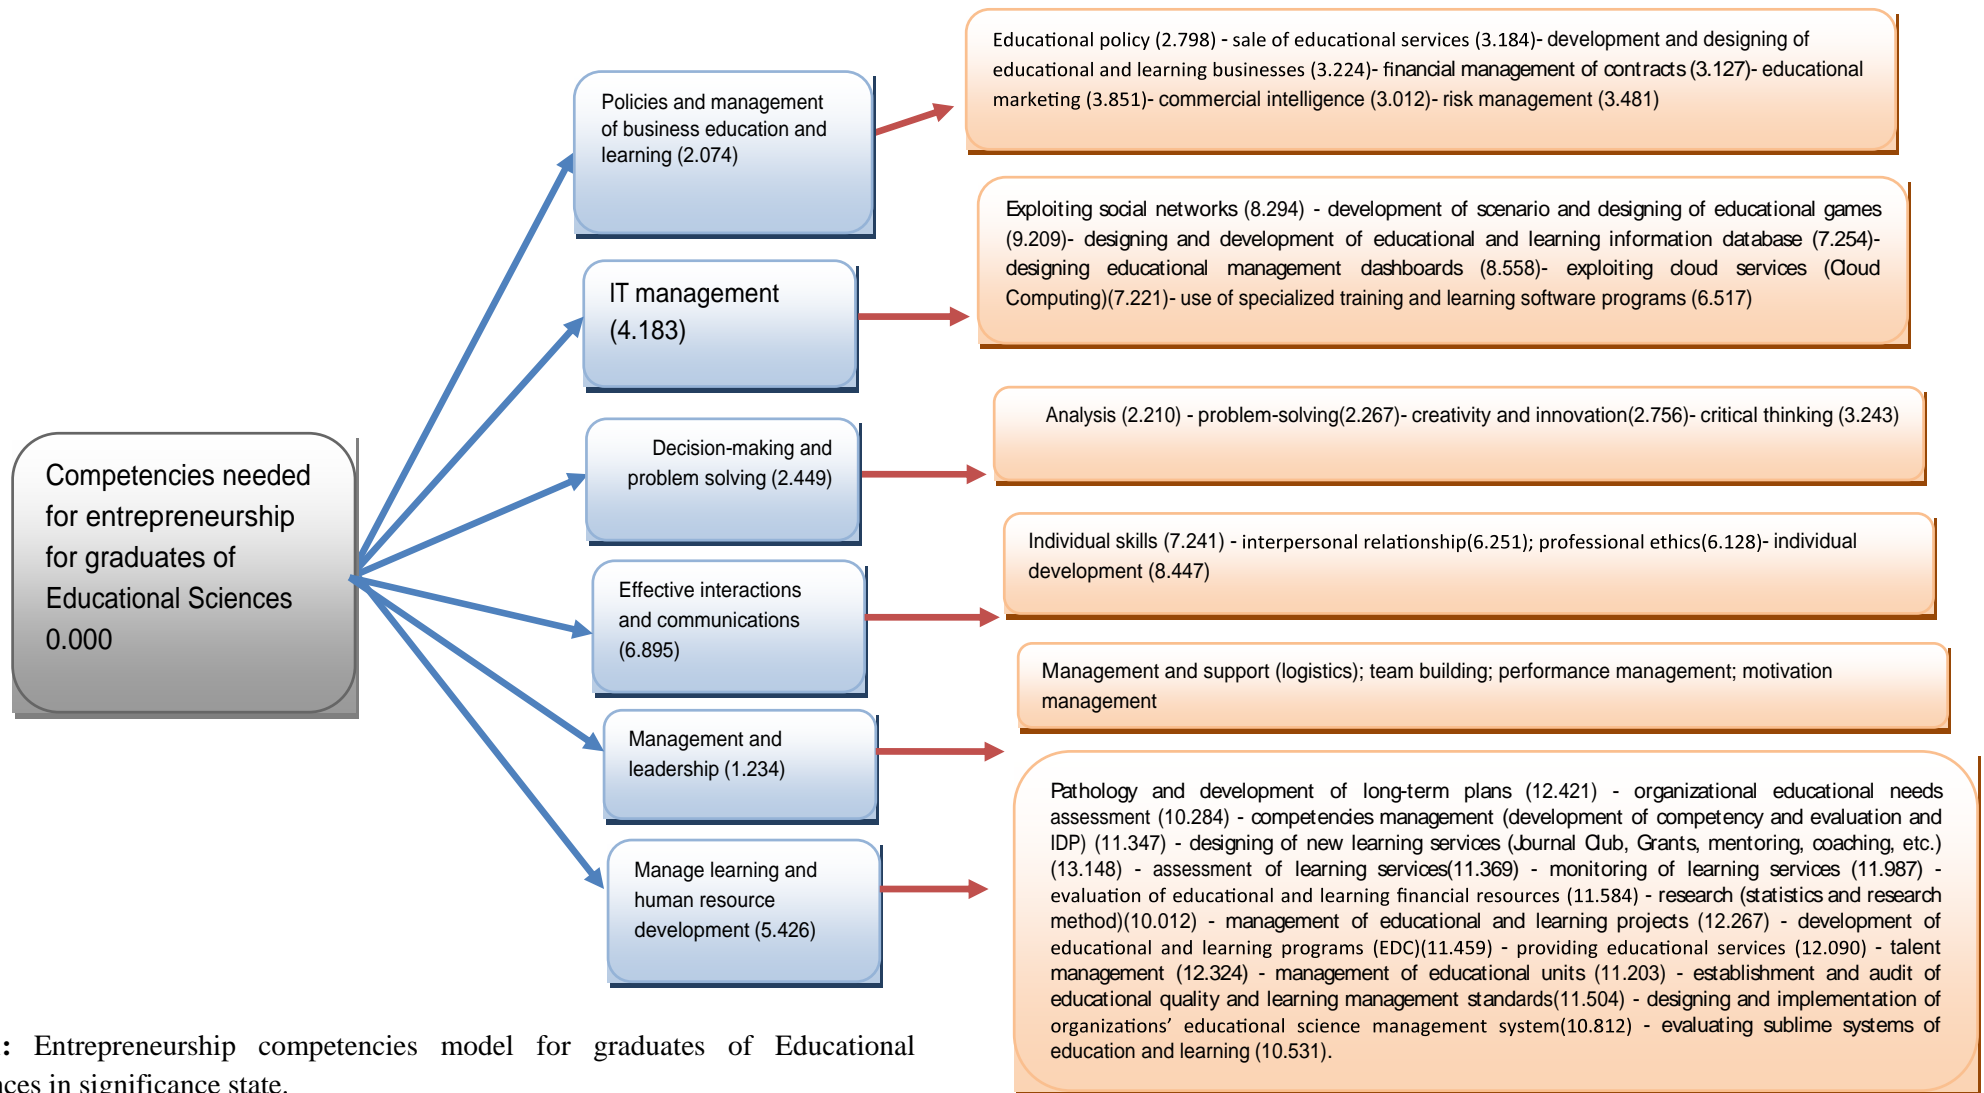 Competencies needed
for entrepreneurship
for graduates of
Educational Sciences
0.000
Policies and management
of business education and
learning (2.074)
IT management
(4.183)
Decision-making and
problem solving (2.449)
Effective interactions
and communications
(6.895)
Management and
leadership (1.234)
Manage learning and
human resource
development (5.426)
Educational policy (2.798) - sale of educational services (3.184)- development and designing of
educational and learning businesses (3.224)- financial management of contracts (3.127)- educational
marketing (3.851)- commercial intelligence (3.012)- risk management (3.481)
Exploiting social networks (8.294) - development of scenario and designing of educational games
(9.209)- designing and development of educational and learning information database (7.254)-
designing educational management dashboards (8.558)- exploiting cloud services (Cloud
Computing)(7.221)- use of specialized training and learning software programs (6.517)
Analysis (2.210) - problem-solving(2.267)- creativity and innovation(2.756)- critical thinking (3.243)
Individual skills (7.241) - interpersonal relationship(6.251); professional ethics(6.128)- individual
development (8.447)
Management and support (logistics); team building; performance management; motivation
management
Pathology and development of long-term plans (12.421) - organizational educational needs
assessment (10.284) - competencies management (development of competency and evaluation and
IDP) (11.347) - designing of new learning services (Journal Club, Grants, mentoring, coaching, etc.)
(13.148) - assessment of learning services(11.369) - monitoring of learning services (11.987) -
evaluation of educational and learning financial resources (11.584) - research (statistics and research
method)(10.012) - management of educational and learning projects (12.267) - development of
educational and learning programs (EDC)(11.459) - providing educational services (12.090) - talent
management (12.324) - management of educational units (11.203) - establishment and audit of
educational quality and learning management standards(11.504) - designing and implementation of
organizations’ educational science management system(10.812) - evaluating sublime systems of
education and learning (10.531).
: Entrepreneurship competencies model for graduates of Educational
nces in significance state.